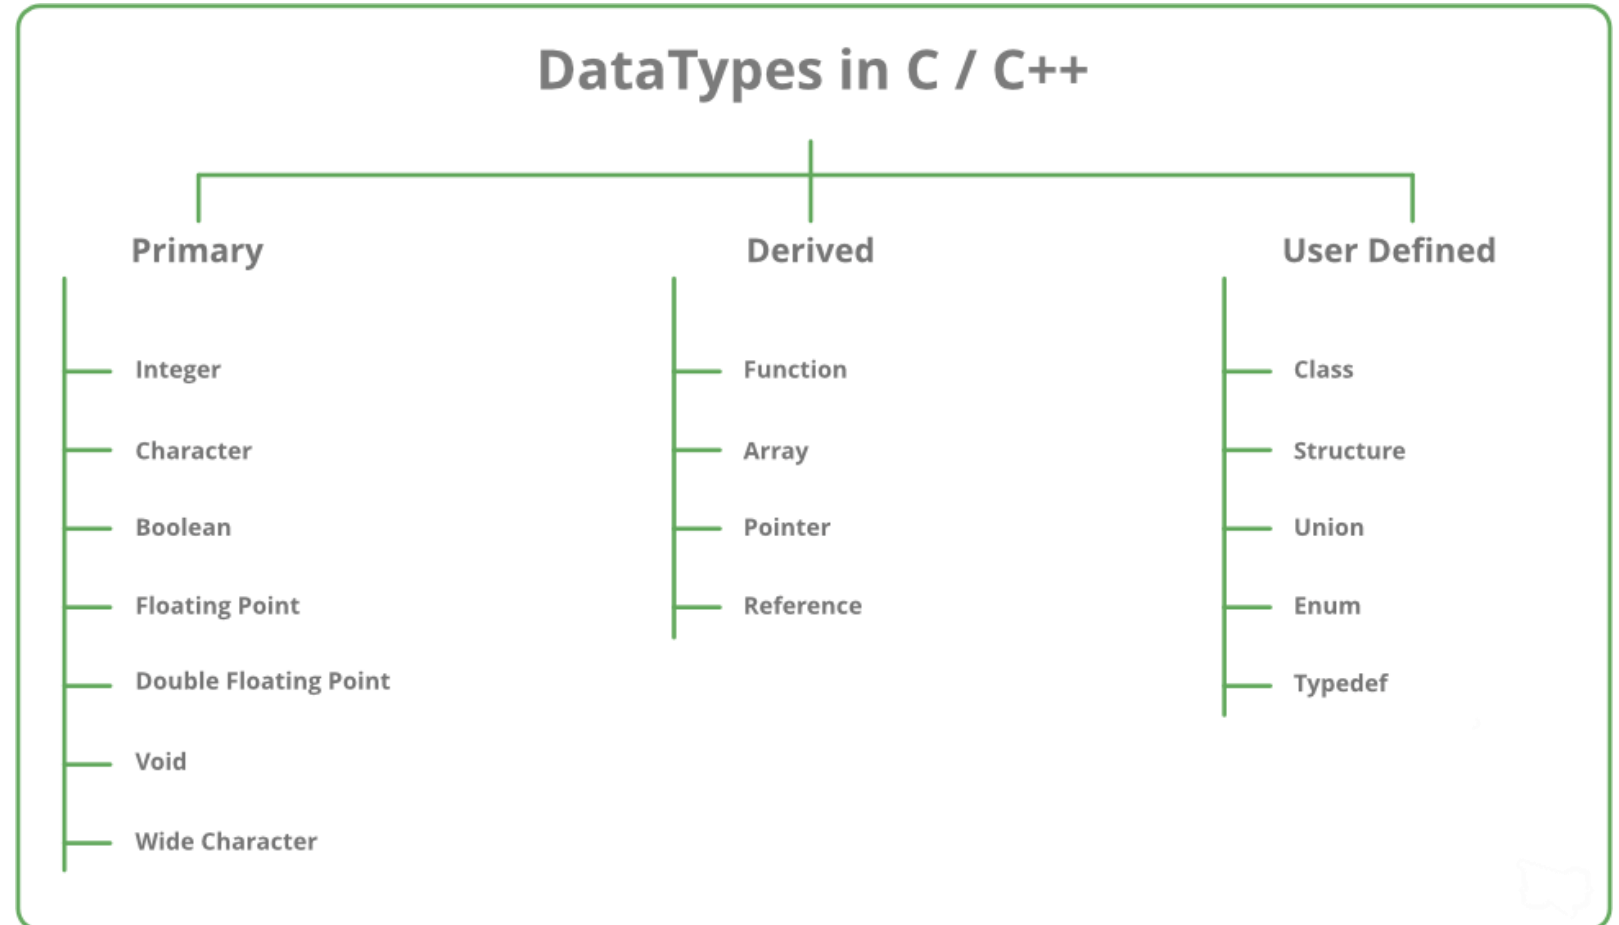 DataTypes in C / C++
Primary
Integer
Character
Boolean
Floating Point
Double Floating Point
Void
Wide Character
Derived
Function
Array
Pointer
Reference
User Defined
Class
Structure
Union
Enum
Typedef